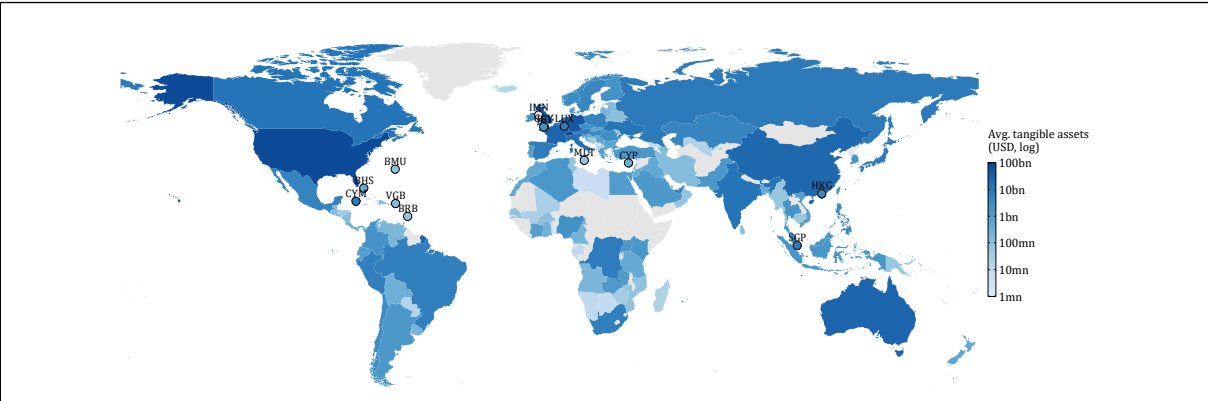 IMN
LUX
Avg. tangible assets
(USD, log)
MLT
CYP
BMU
100bn
BHS
HKG
10bn
CYM
VGB
BRB
1bn
SGP
100mn
10mn
1mn